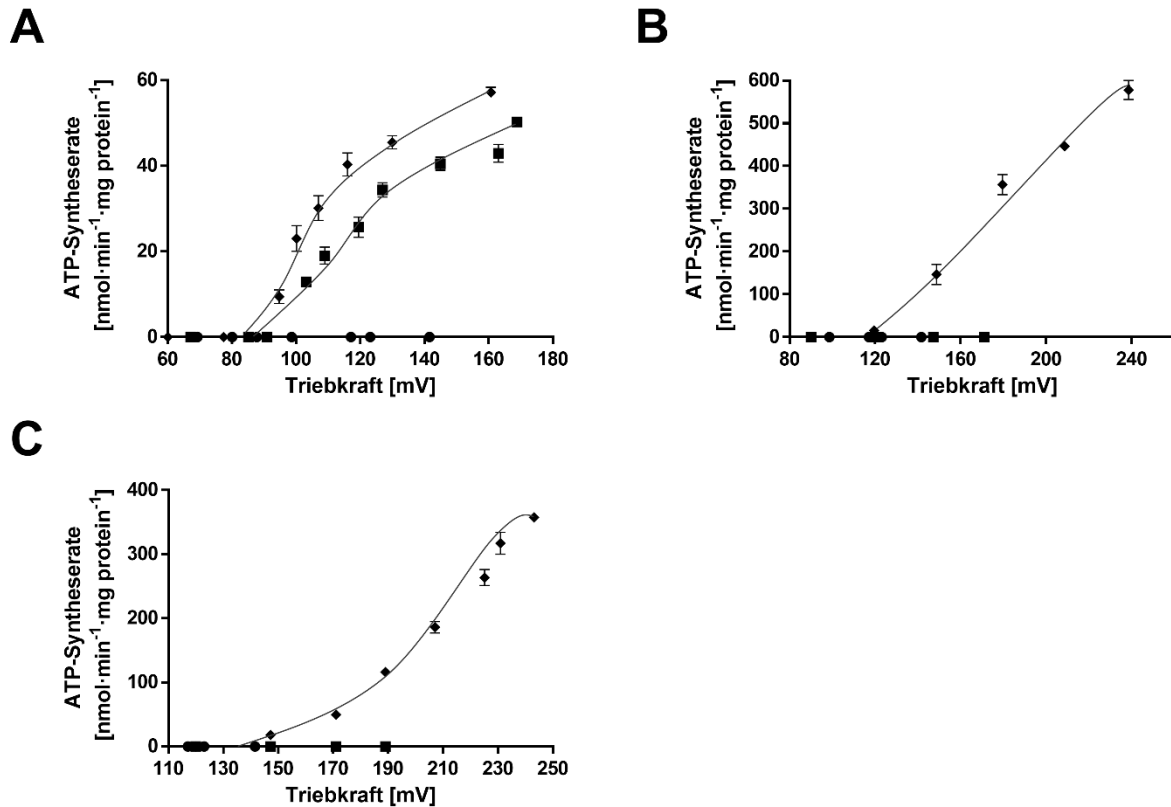 A
ATP-Syntheserate
[nmol·min⁻¹·mg protein⁻¹]
60
40
20
0
60 80 100 120 140 160 180
Triebkraft [mV]
B
ATP-Syntheserate
[nmol·min⁻¹·mg protein⁻¹]
600
500
400
300
200
100
0
80 120 160 200 240
Triebkraft [mV]
C
ATP-Syntheserate
[nmol·min⁻¹·mg protein⁻¹]
400
300
200
100
0
110 130 150 170 190 210 230 250
Triebkraft [mV]